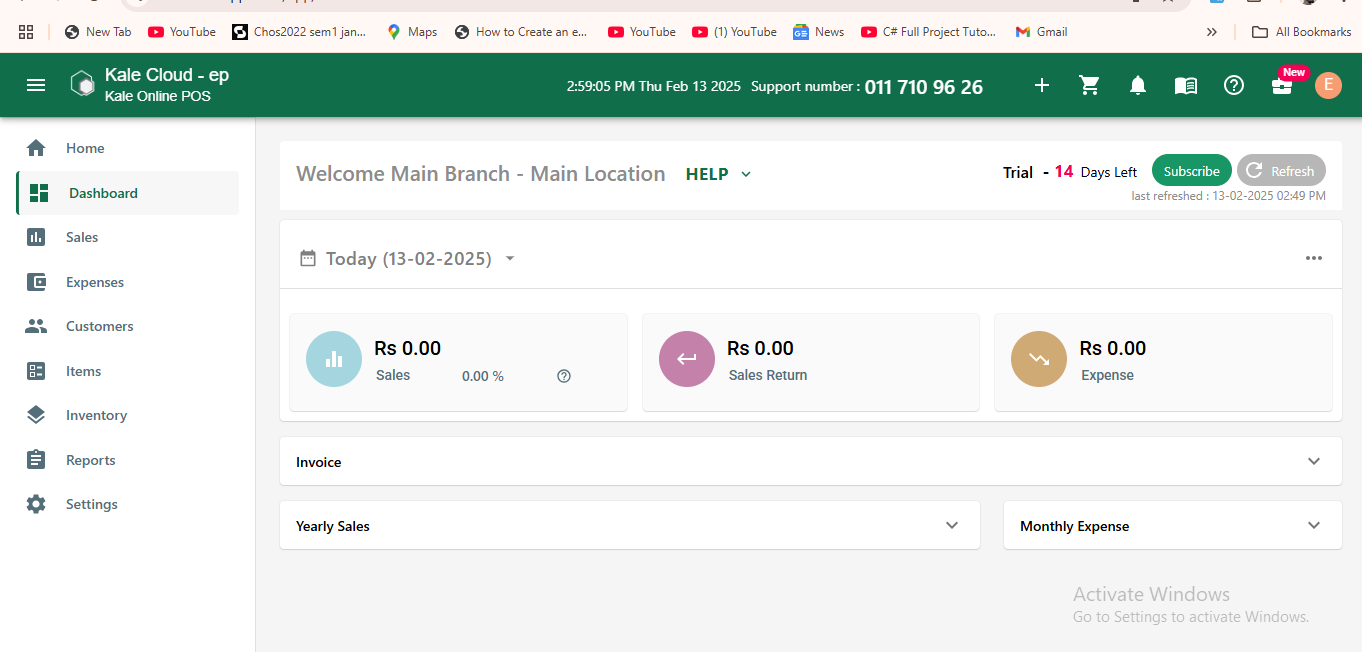 New Tab YouTube Chos2022 sem1 jan... Maps How to Create an e... YouTube (1) YouTube News C# Full Project Tuto... Gmail » All Bookmarks
Kale Cloud - ep
Kale Online POS
2:59:05 PM Thu Feb 13 2025 Support number : 011 710 96 26
New
E
Home
Dashboard
Sales
Expenses
Customers
Items
Inventory
Reports
Settings
Welcome Main Branch - Main Location HELP
Trial - 14 Days Left Subscribe Refresh
last refreshed : 13-02-2025 02:49 PM
Today (13-02-2025)
Rs 0.00
Sales 0.00 %
Rs 0.00
Sales Return
Rs 0.00
Expense
Invoice
Yearly Sales
Monthly Expense
Activate Windows
Go to Settings to activate Windows.